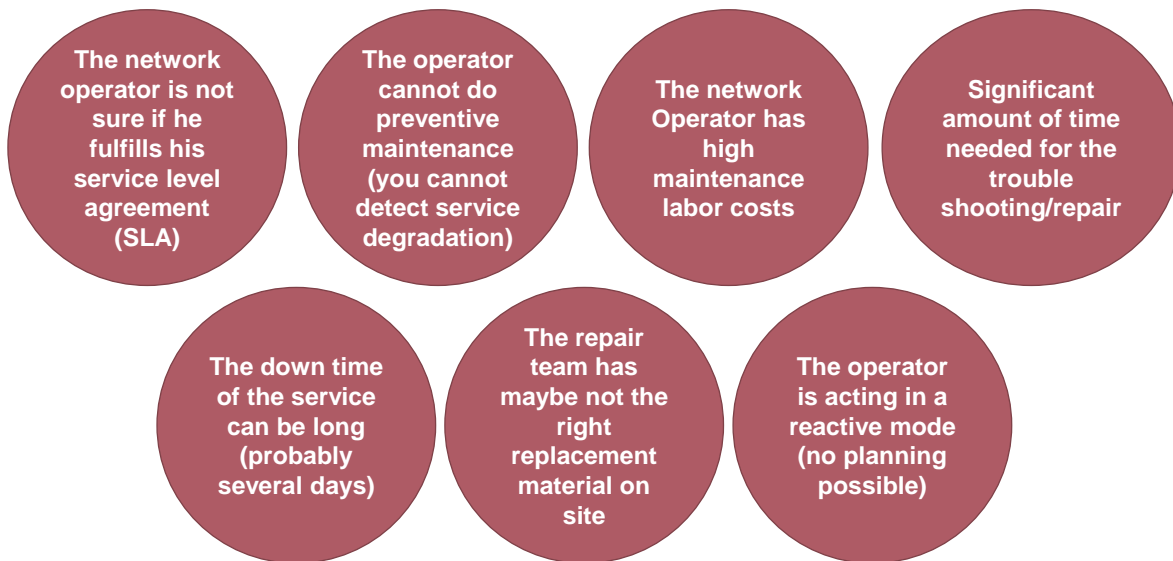 The network
operator is not
sure if he
fulfills his
service level
agreement
(SLA)
The operator
cannot do
preventive
maintenance
(you cannot
detect service
degradation)
The network
Operator has
high
maintenance
labor costs
Significant
amount of time
needed for the
trouble
shooting/repair
The down time
of the service
can be long
(probably
several days)
The repair
team has
maybe not the
right
replacement
material on
site
The operator
is acting in a
reactive mode
(no planning
possible)